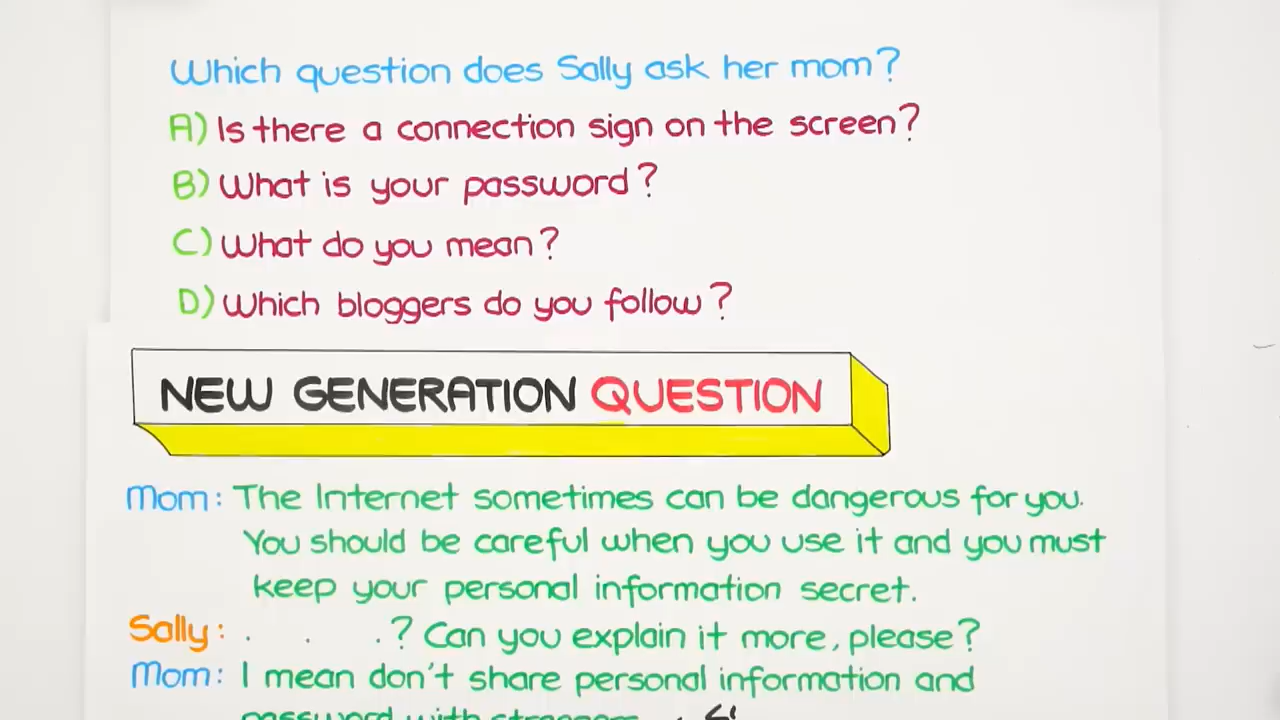 Which question does Sally ask her mom?
A) Is there a connection sign on the screen?
B) What is your password?
C) What do you mean?
D) Which bloggers do you follow?
NEW GENERATION QUESTION
Mom: The Internet sometimes can be dangerous for you.
You should be careful when you use it and you must
keep your personal information secret.
Sally: . . .? Can you explain it more, please?
Mom: I mean don't share personal information and
password with